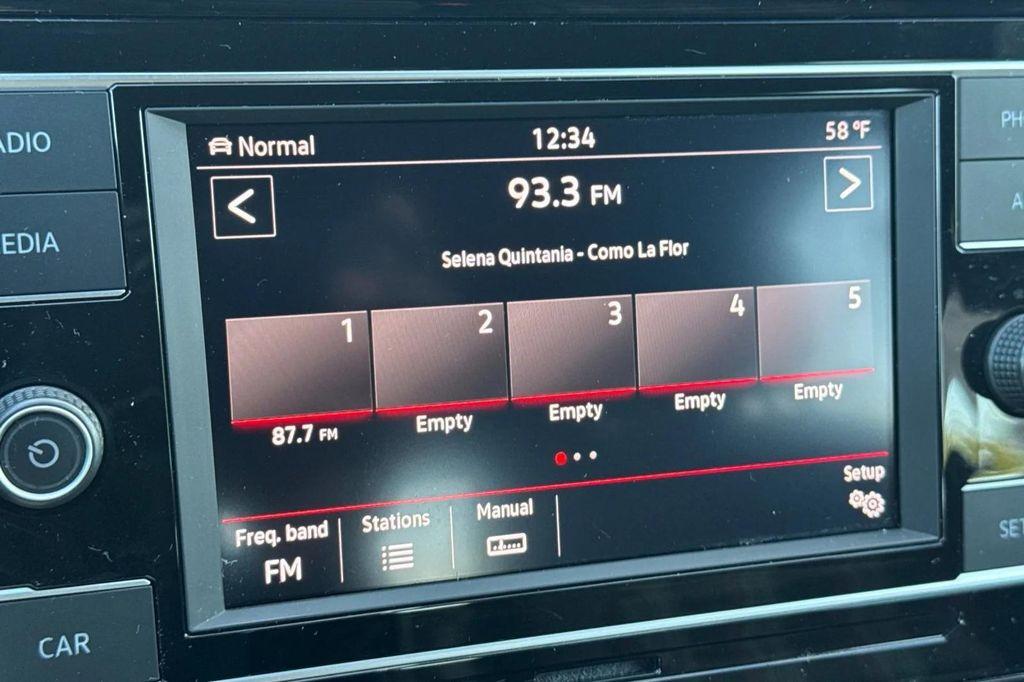 ADIO
EDIA
CAR
Normal 12:34 58 °F
< 93.3 FM >
Selena Quintania - Como La Flor
1 2 3 4 5
87.7 FM Empty Empty Empty Empty
Setup
Freq. band Stations Manual
FM
PH
A
SET